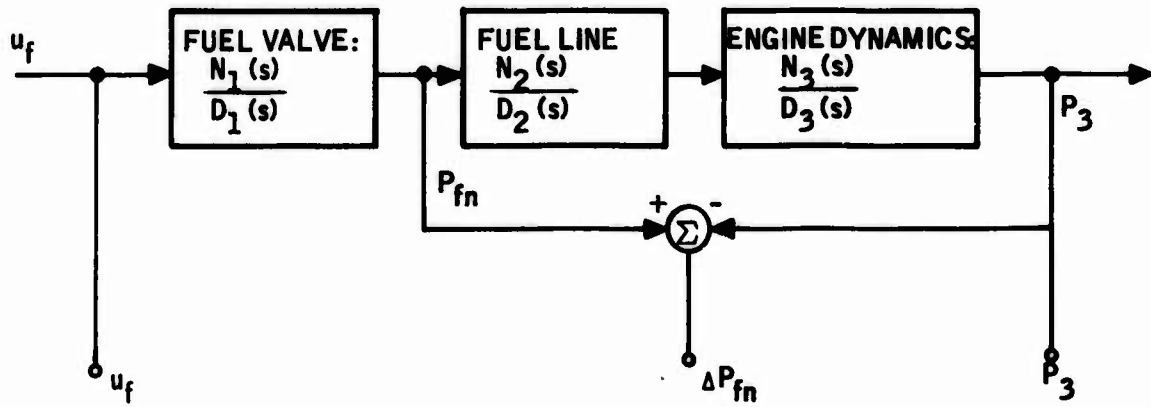 u_f
FUEL VALVE:
N_1(s)
D_1(s)
FUEL LINE
N_2(s)
D_2(s)
ENGINE DYNAMICS:
N_3(s)
D_3(s)
P_3
P_fn
+
-
Σ
u_f
ΔP_fn
P_3